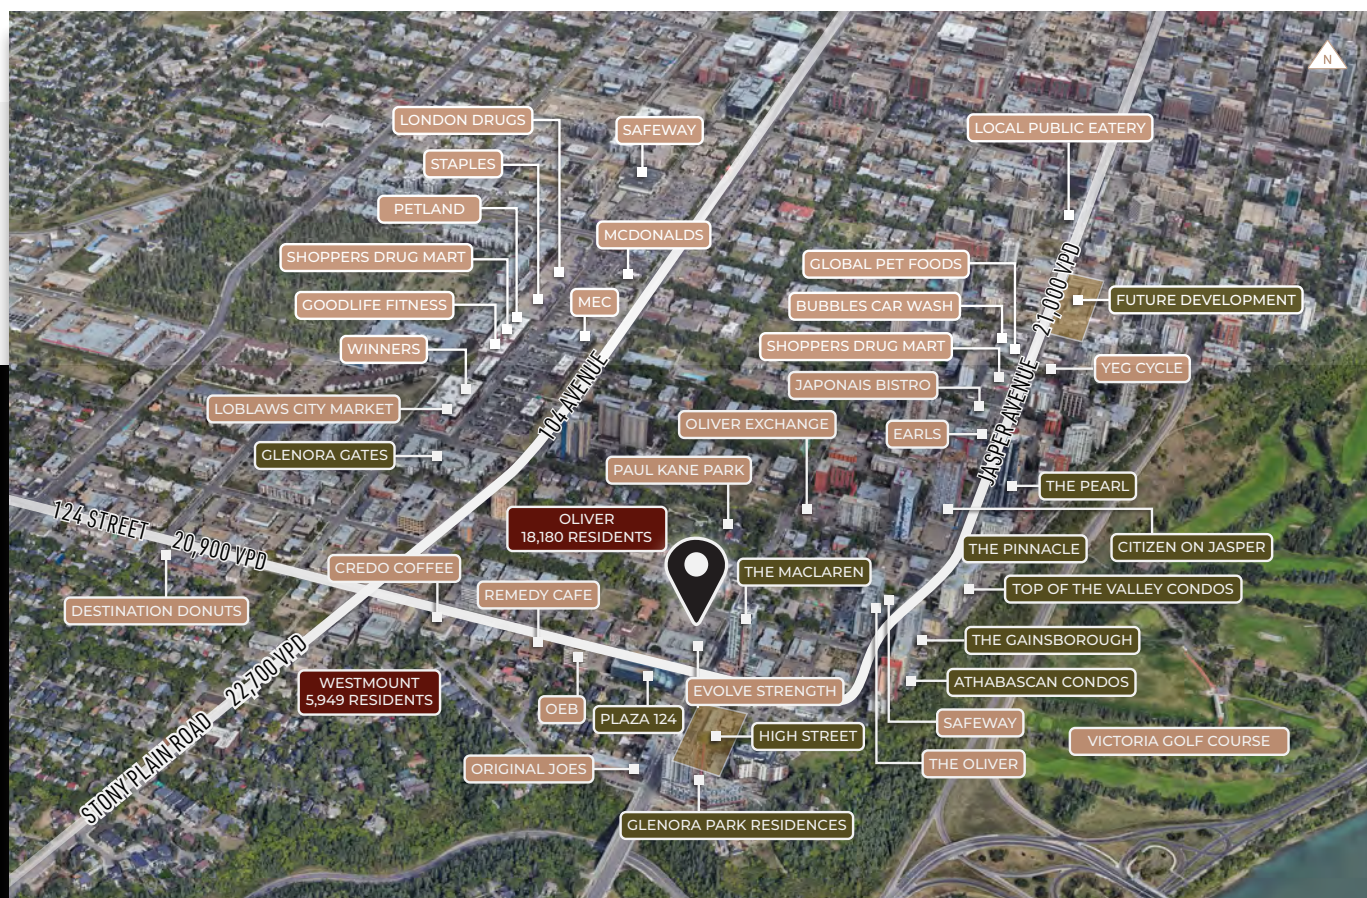 N
LONDON DRUGS
SAFEWAY
LOCAL PUBLIC EATERY
STAPLES
PETLAND
MCDONALDS
SHOPPERS DRUG MART
GLOBAL PET FOODS
GOODLIFE FITNESS
MEC
BUBBLES CAR WASH
FUTURE DEVELOPMENT
WINNERS
SHOPPERS DRUG MART
YEG CYCLE
JAPONAIS BISTRO
LOBLAWS CITY MARKET
OLIVER EXCHANGE
EARLS
GLENORA GATES
PAUL KANE PARK
THE PEARL
104 AVENUE
JASPER AVENUE 21,000 VPD
124 STREET 20,900 VPD
OLIVER
18,180 RESIDENTS
THE PINNACLE
CITIZEN ON JASPER
CREDO COFFEE
THE MACLAREN
REMEDY CAFE
TOP OF THE VALLEY CONDOS
DESTINATION DONUTS
THE GAINSBOROUGH
STONY PLAIN ROAD 22,700 VPD
WESTMOUNT
5,949 RESIDENTS
EVOLVE STRENGTH
ATHABASCAN CONDOS
OEB
PLAZA 124
SAFEWAY
HIGH STREET
VICTORIA GOLF COURSE
ORIGINAL JOES
THE OLIVER
GLENORA PARK RESIDENCES